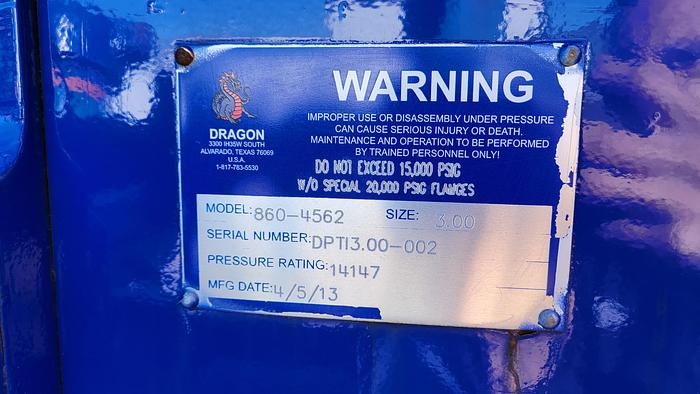 WARNING
IMPROPER USE OR DISASSEMBLY UNDER PRESSURE
CAN CAUSE SERIOUS INJURY OR DEATH.
MAINTENANCE AND OPERATION TO BE PERFORMED
BY TRAINED PERSONNEL ONLY!
DRAGON
3300 IH35W SOUTH
ALVARADO, TEXAS 76069
U.S.A.
1-817-783-5530
DO NOT EXCEED 15,000 PSIG
W/O SPECIAL 20,000 PSIG FLANGES
MODEL: 860-4562 SIZE: 3.00
SERIAL NUMBER: DPTI3.00-002
PRESSURE RATING: 14147
MFG DATE: 4/5/13